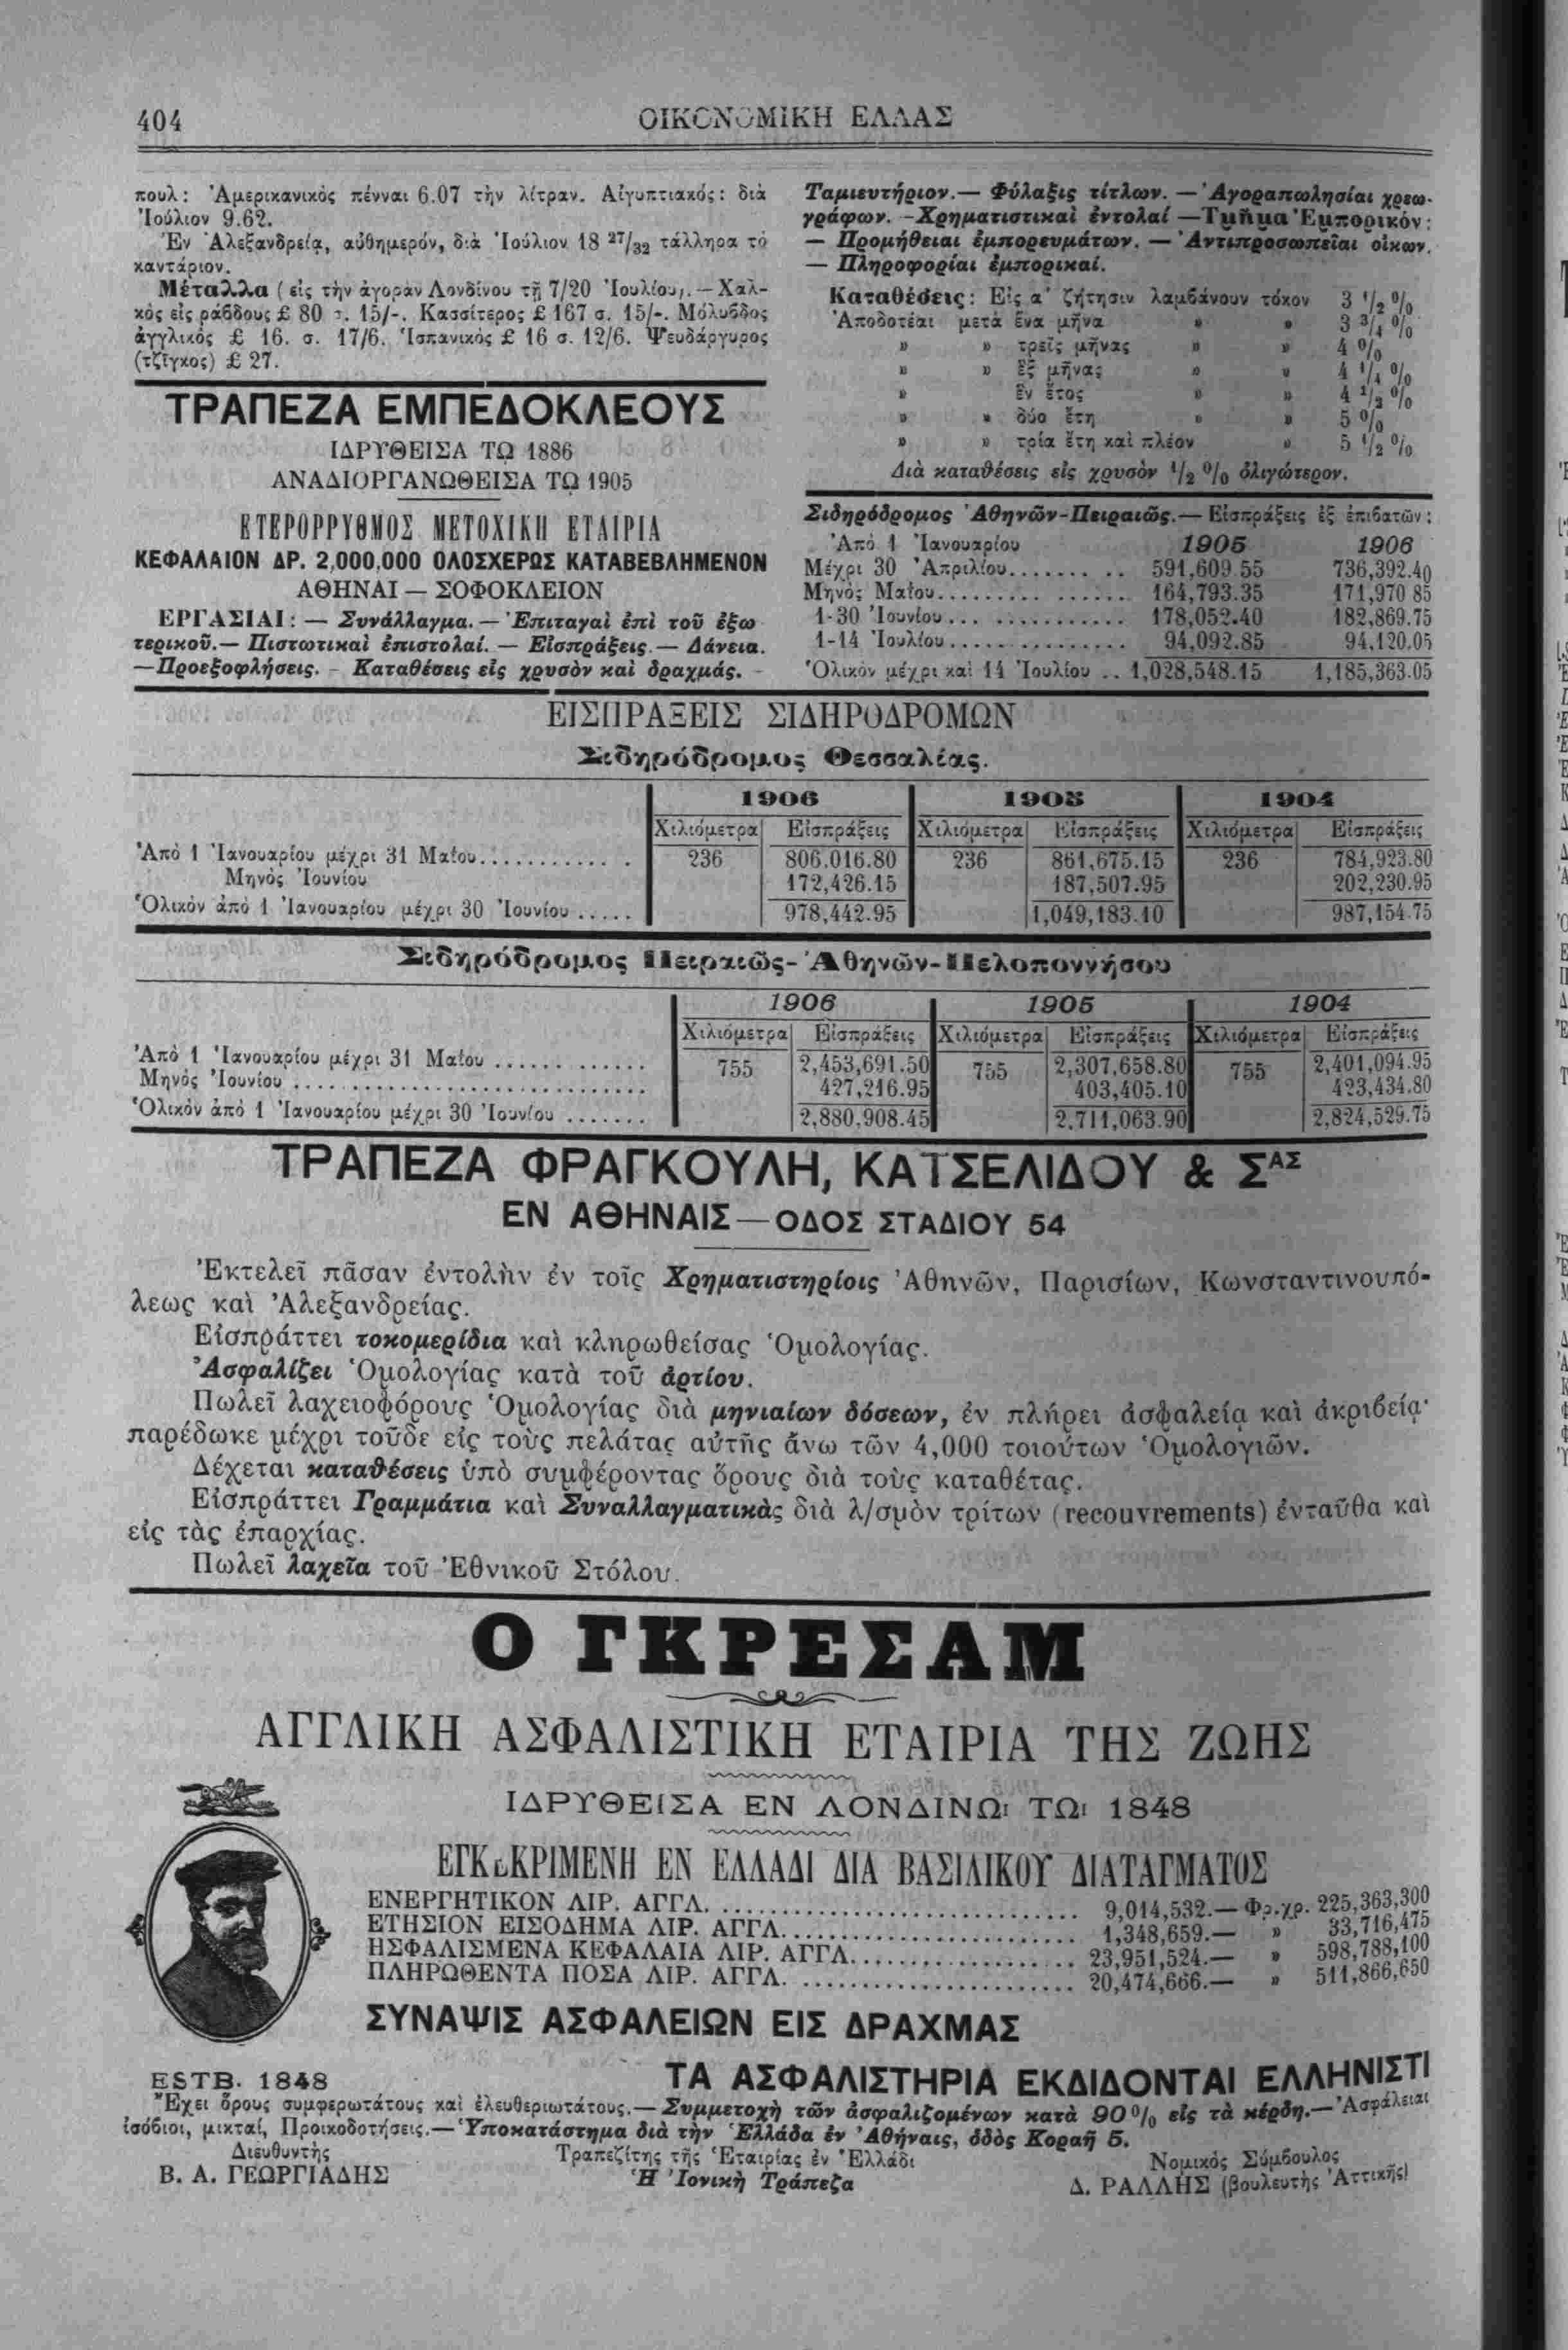 404
ΟΙΚΟΝΟΜΙΚΗ ΕΛΛΑΣ
πουλ: Ἀμερικανικὸς πένναι 6.07 τὴν λίτραν. Αἰγυπτιακός: διὰ
Ἰούλιον 9.62.
Ἐν Ἀλεξανδρείᾳ, αὐθημερόν, διὰ Ἰούλιον 18 27/32 τάλληρα τὸ
καντάριον.
Μέταλλα (εἰς τὴν ἀγορὰν Λονδίνου τῇ 7/20 Ἰουλίου). — Χαλ-
κὸς εἰς ράβδους £ 80 σ. 15/-. Κασσίτερος £ 167 σ. 15/-. Μόλυβδος
ἀγγλικὸς £ 16. σ. 17/6. Ἰσπανικὸς £ 16 σ. 12/6. Ψευδάργυρος
(τζίγκος) £ 27.
ΤΡΑΠΕΖΑ ΕΜΠΕΔΟΚΛΕΟΥΣ
ΙΔΡΥΘΕΙΣΑ ΤΩ 1886
ΑΝΑΔΙΟΡΓΑΝΩΘΕΙΣΑ ΤΩ 1905
ΕΤΕΡΟΡΡΥΘΜΟΣ ΜΕΤΟΧΙΚΗ ΕΤΑΙΡΙΑ
ΚΕΦΑΛΑΙΟΝ ΔΡ. 2,000,000 ΟΛΟΣΧΕΡΩΣ ΚΑΤΑΒΕΒΛΗΜΕΝΟΝ
ΑΘΗΝΑΙ — ΣΟΦΟΚΛΕΙΟΝ
ΕΡΓΑΣΙΑΙ: — Συνάλλαγμα. — Ἐπιταγαὶ ἐπὶ τοῦ ἐξω
τερικοῦ. — Πιστωτικαὶ ἐπιστολαί. — Εἰσπράξεις. — Δάνεια.
— Προεξοφλήσεις. - Καταθέσεις εἰς χρυσὸν καὶ δραχμάς. -
Ταμιευτήριον. — Φύλαξις τίτλων. — Ἀγοραπωλησίαι χρεω-
γράφων. - Χρηματιστικαὶ ἐντολαί — Τμῆμα Ἐμπορικόν:
— Προμήθειαι ἐμπορευμάτων. — Ἀντιπροσωπεῖαι οἴκων.
— Πληροφορίαι ἐμπορικαί.
Καταθέσεις: Εἰς α' ζήτησιν λαμβάνουν τόκον 3 1/2 %
Ἀποδοτέαι μετὰ ἕνα μῆνα » » 3 3/4 %
» » τρεῖς μῆνας » » 4 %
» » ἓξ μῆνας » » 4 1/4 %
» ἓν ἔτος » » 4 1/2 %
» » δύο ἔτη » » 5 %
» » τρία ἔτη καὶ πλέον » 5 1/2 %
Διὰ καταθέσεις εἰς χρυσὸν 1/2 % ὀλιγώτερον.
Σιδηρόδρομος Ἀθηνῶν-Πειραιῶς. — Εἰσπράξεις ἐξ ἐπιβατῶν:
Ἀπὸ 1 Ἰανουαρίου 1905 1906
Μέχρι 30 Ἀπριλίου.......... 591,609.55 736,392.40
Μηνὸς Μαΐου............... 164,793.35 171,970 85
1-30 Ἰουνίου............... 178,052.40 182,869.75
1-14 Ἰουλίου............... 94,092.85 94,120.05
Ὁλικὸν μέχρι καὶ 14 Ἰουλίου .. 1,028,548.15 1,185,363.05
ΕΙΣΠΡΑΞΕΙΣ ΣΙΔΗΡΟΔΡΟΜΩΝ
Σιδηρόδρομος Θεσσαλίας.
1906 1905 1904
Χιλιόμετρα Εἰσπράξεις Χιλιόμετρα Εἰσπράξεις Χιλιόμετρα Εἰσπράξεις
Ἀπὸ 1 Ἰανουαρίου μέχρι 31 Μαΐου............ 236 806,016.80 236 861,675.15 236 784,923.80
Μηνὸς Ἰουνίου 172,426.15 187,507.95 202,230.95
Ὁλικὸν ἀπὸ 1 Ἰανουαρίου μέχρι 30 Ἰουνίου ..... 978,442.95 1,049,183.10 987,154.75
Σιδηρόδρομος Πειραιῶς-Ἀθηνῶν-Πελοποννήσου
1906 1905 1904
Χιλιόμετρα Εἰσπράξεις Χιλιόμετρα Εἰσπράξεις Χιλιόμετρα Εἰσπράξεις
Ἀπὸ 1 Ἰανουαρίου μέχρι 31 Μαΐου ............ 755 2,453,691.50 755 2,307,658.80 755 2,401,094.95
Μηνὸς Ἰουνίου ............................ 427,216.95 403,405.10 423,434.80
Ὁλικὸν ἀπὸ 1 Ἰανουαρίου μέχρι 30 Ἰουνίου ....... 2,880,908.45 2,711,063.90 2,824,529.75
ΤΡΑΠΕΖΑ ΦΡΑΓΚΟΥΛΗ, ΚΑΤΣΕΛΙΔΟΥ & ΣΑΣ
ΕΝ ΑΘΗΝΑΙΣ — ΟΔΟΣ ΣΤΑΔΙΟΥ 54
Ἐκτελεῖ πᾶσαν ἐντολὴν ἐν τοῖς Χρηματιστηρίοις Ἀθηνῶν, Παρισίων, Κωνσταντινουπό-
λεως καὶ Ἀλεξανδρείας.
Εἰσπράττει τοκομερίδια καὶ κληρωθείσας Ὁμολογίας.
Ἀσφαλίζει Ὁμολογίας κατὰ τοῦ ἀρτίου.
Πωλεῖ λαχειοφόρους Ὁμολογίας διὰ μηνιαίων δόσεων, ἐν πλήρει ἀσφαλείᾳ καὶ ἀκριβείᾳ·
παρέδωκε μέχρι τοῦδε εἰς τοὺς πελάτας αὐτῆς ἄνω τῶν 4,000 τοιούτων Ὁμολογιῶν.
Δέχεται καταθέσεις ὑπὸ συμφέροντας ὅρους διὰ τοὺς καταθέτας.
Εἰσπράττει Γραμμάτια καὶ Συναλλαγματικὰς διὰ λ/σμὸν τρίτων (recouvrements) ἐνταῦθα καὶ
εἰς τὰς ἐπαρχίας.
Πωλεῖ λαχεῖα τοῦ Ἐθνικοῦ Στόλου.
Ο ΓΚΡΕΣΑΜ
ΑΓΓΛΙΚΗ ΑΣΦΑΛΙΣΤΙΚΗ ΕΤΑΙΡΙΑ ΤΗΣ ΖΩΗΣ
ΙΔΡΥΘΕΙΣΑ ΕΝ ΛΟΝΔΙΝΩι ΤΩι 1848
ΕΓΚεΚΡΙΜΕΝΗ ΕΝ ΕΛΛΑΔΙ ΔΙΑ ΒΑΣΙΛΙΚΟΥ ΔΙΑΤΑΓΜΑΤΟΣ
ΕΝΕΡΓΗΤΙΚΟΝ ΛΙΡ. ΑΓΓΛ............................. 9,014,532.— Φρ.χρ. 225,363,300
ΕΤΗΣΙΟΝ ΕΙΣΟΔΗΜΑ ΛΙΡ. ΑΓΓΛ....................... 1,348,659.— » 33,716,475
ΗΣΦΑΛΙΣΜΕΝΑ ΚΕΦΑΛΑΙΑ ΛΙΡ. ΑΓΓΛ................... 23,951,524.— » 598,788,100
ΠΛΗΡΩΘΕΝΤΑ ΠΟΣΑ ΛΙΡ. ΑΓΓΛ........................ 20,474,666.— » 511,866,650
ΣΥΝΑΨΙΣ ΑΣΦΑΛΕΙΩΝ ΕΙΣ ΔΡΑΧΜΑΣ
ESTB. 1848
ΤΑ ΑΣΦΑΛΙΣΤΗΡΙΑ ΕΚΔΙΔΟΝΤΑΙ ΕΛΛΗΝΙΣΤΙ
Ἔχει ὅρους συμφερωτάτους καὶ ἐλευθεριωτάτους. — Συμμετοχὴ τῶν ἀσφαλιζομένων κατὰ 90% εἰς τὰ κέρδη. — Ἀσφάλειαι
ἰσόβιοι, μικταί, Προικοδοτήσεις. — Ὑποκατάστημα διὰ τὴν Ἑλλάδα ἐν Ἀθήναις, ὁδὸς Κοραῆ 5.
Διευθυντὴς
Β. Α. ΓΕΩΡΓΙΑΔΗΣ
Τραπεζίτης τῆς Ἑταιρίας ἐν Ἑλλάδι
Ἡ Ἰονικὴ Τράπεζα
Νομικὸς Σύμβουλος
Δ. ΡΑΛΛΗΣ (βουλευτὴς Ἀττικῆς)